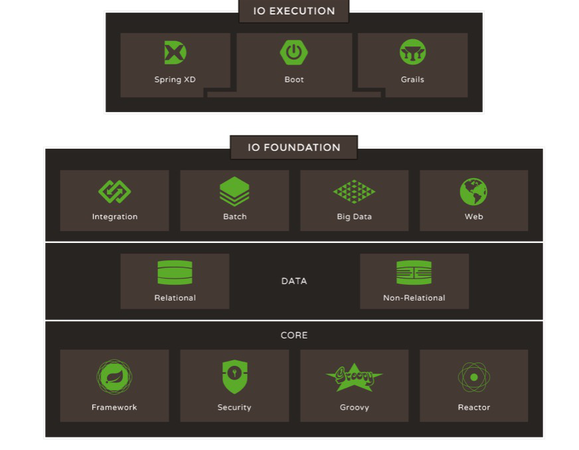 IO EXECUTION
Spring XD
Boot
Grails
IO FOUNDATION
Integration
Batch
Big Data
Web
Relational
DATA
Non-Relational
CORE
Groovy
Framework
Security
Groovy
Reactor